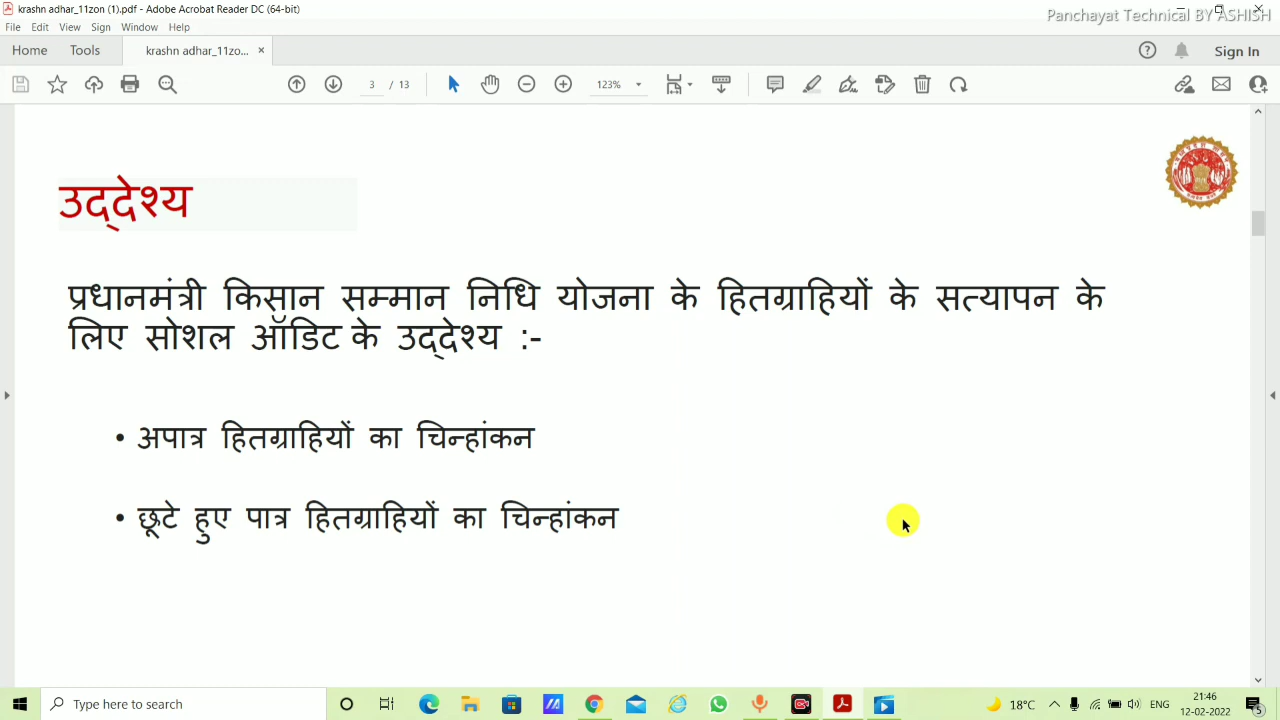 krashn adhar_11zon (1).pdf - Adobe Acrobat Reader DC (64-bit)
Panchayat Technical BY ASHISH
File Edit View Sign Window Help
Home Tools krashn adhar_11zo... × Sign In
3 / 13 123%
उद्देश्य
प्रधानमंत्री किसान सम्मान निधि योजना के हितग्राहियों के सत्यापन के
लिए सोशल ऑडिट के उद्देश्य :-
• अपात्र हितग्राहियों का चिन्हांकन
• छूटे हुए पात्र हितग्राहियों का चिन्हांकन
Type here to search
18°C ENG 21:46
12-02-2022 5